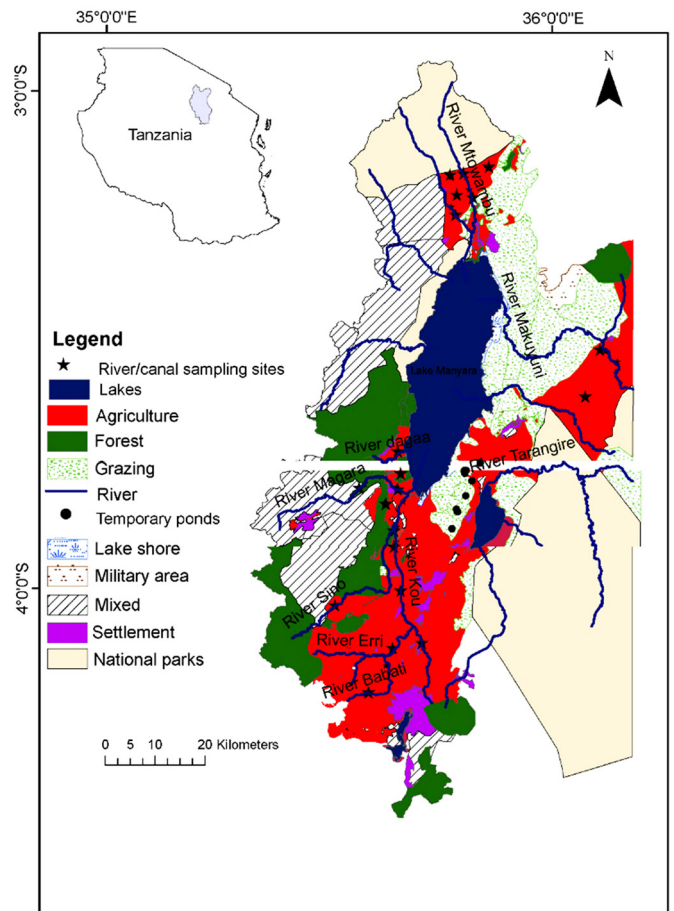 35°0'0"E
36°0'0"E
3°0'0"S
4°0'0"S
N
Tanzania
River Mtowambu
River Makuyuni
Lake Manyara
River dagaa
River Tarangire
River Magara
River Kou
River Sipo
River Erri
River Babati
Legend
River/canal sampling sites
Lakes
Agriculture
Forest
Grazing
River
Temporary ponds
Lake shore
Military area
Mixed
Settlement
National parks
0 5 10 20 Kilometers